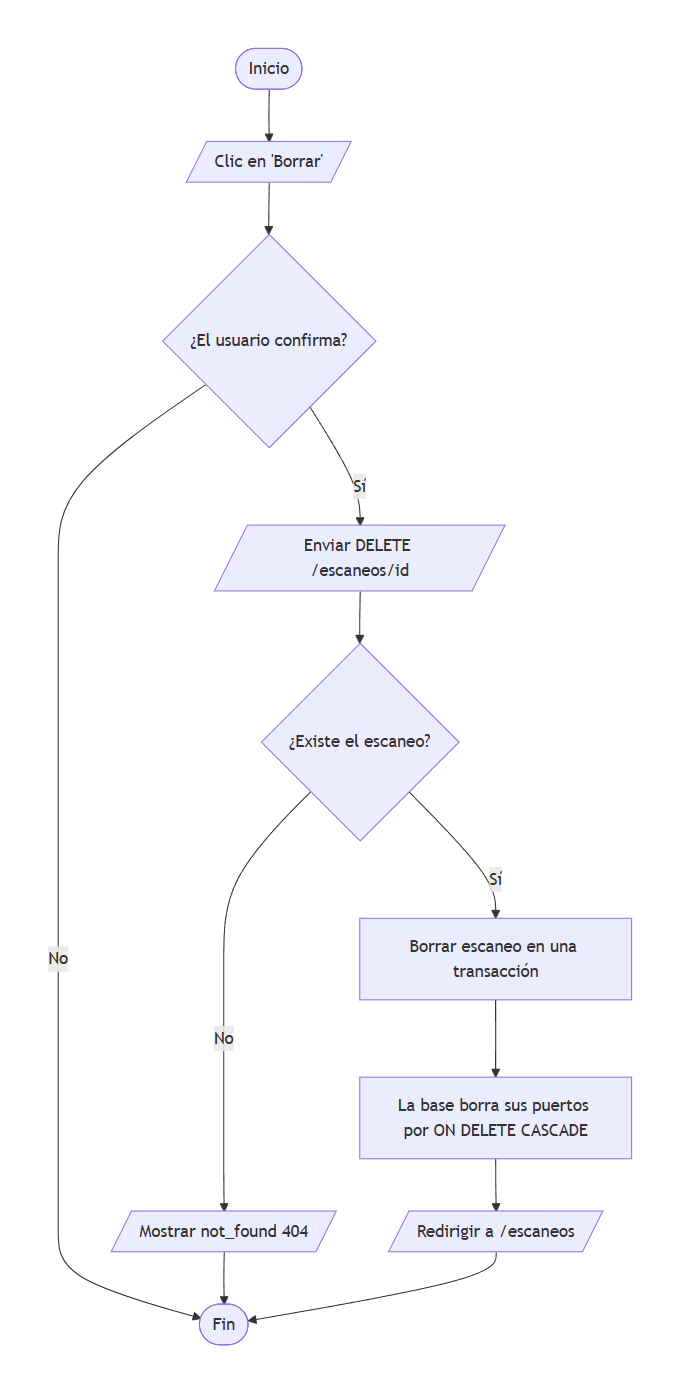 Inicio
Clic en 'Borrar'
¿El usuario confirma?
Sí
Enviar DELETE
/escaneos/id
¿Existe el escaneo?
Sí
Borrar escaneo en una
transacción
No
No
La base borra sus puertos
por ON DELETE CASCADE
Mostrar not_found 404
Redirigir a /escaneos
Fin